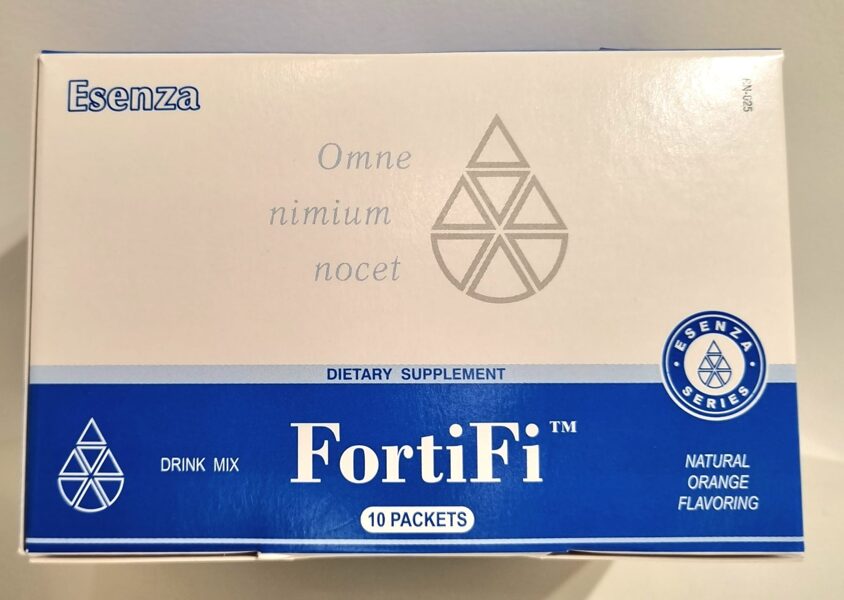 Esenza
Omne
nimium
nocet
DIETARY SUPPLEMENT
• ESENZA •
SERIES
DRINK MIX
FortiFi™
10 PACKETS
NATURAL
ORANGE
FLAVORING